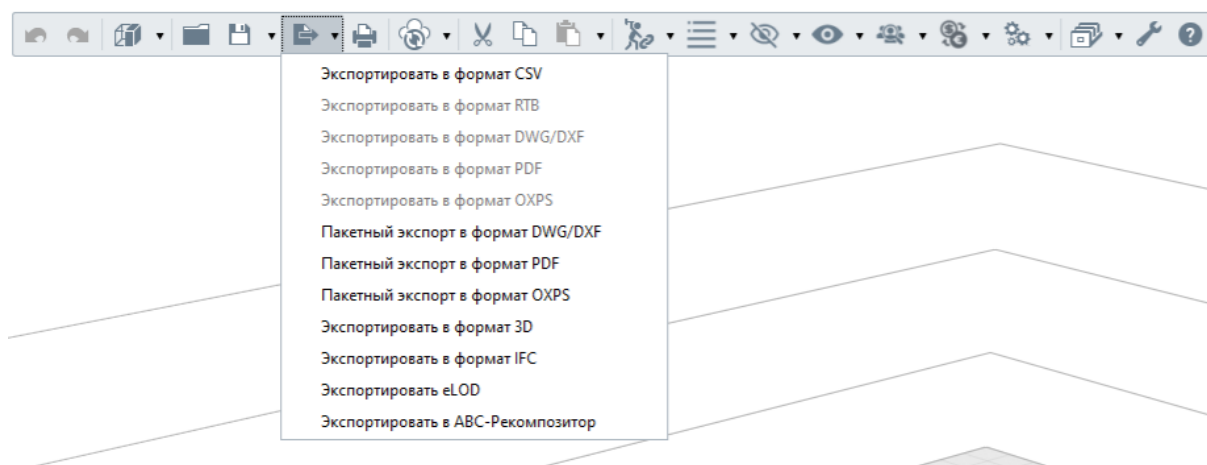 Экспортировать в формат CSV
Экспортировать в формат RTB
Экспортировать в формат DWG/DXF
Экспортировать в формат PDF
Экспортировать в формат OXPS
Пакетный экспорт в формат DWG/DXF
Пакетный экспорт в формат PDF
Пакетный экспорт в формат OXPS
Экспортировать в формат 3D
Экспортировать в формат IFC
Экспортировать eLOD
Экспортировать в ABC-Рекомпозитор